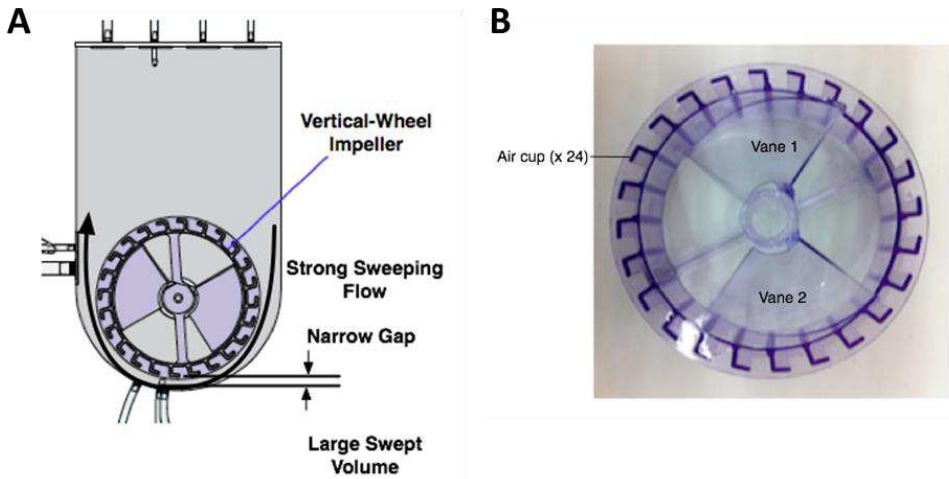 A
Vertical-Wheel
Impeller
Strong Sweeping
Flow
Narrow Gap
Large Swept
Volume
B
Air cup (x 24)
Vane 1
Vane 2